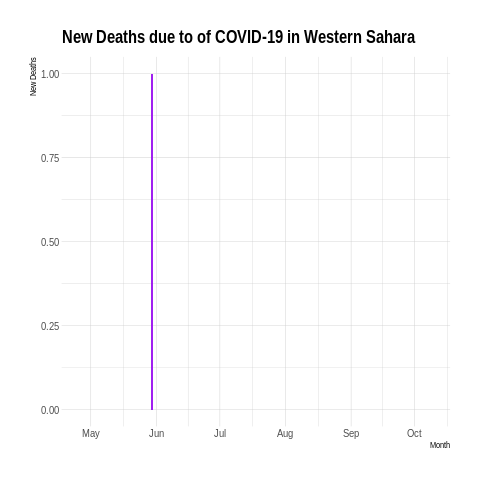 New Deaths due to of COVID-19 in Western Sahara
New Deaths
1.00
0.75
0.50
0.25
0.00
May Jun Jul Aug Sep Oct
Month